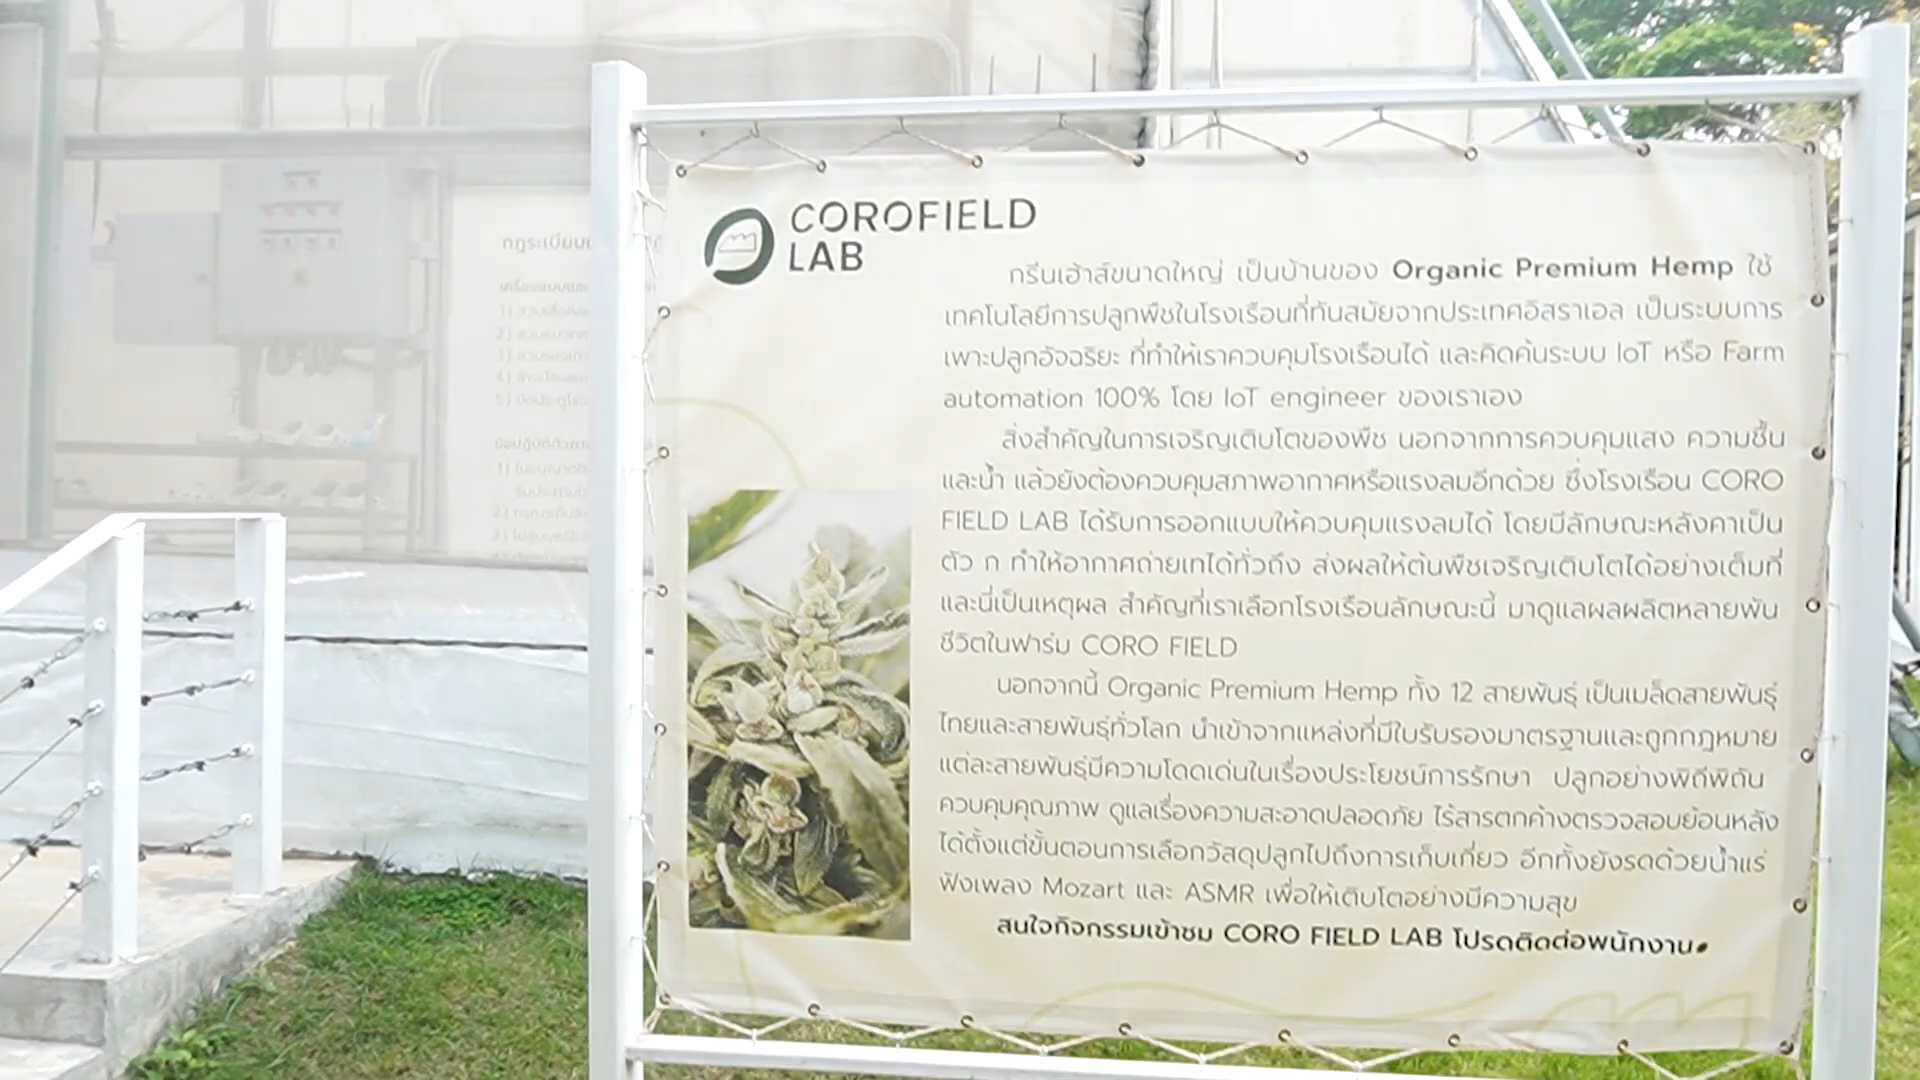 COROFIELD
LAB
กรีนเฮ้าส์ขนาดใหญ่ เป็นบ้านของ Organic Premium Hemp ใช้
เทคโนโลยีการปลูกพืชในโรงเรือนที่ทันสมัยจากประเทศอิสราเอล เป็นระบบการ
เพาะปลูกอัจฉริยะ ที่ทำให้เราควบคุมโรงเรือนได้ และคิดค้นระบบ IoT หรือ Farm
automation 100% โดย IoT engineer ของเราเอง
สิ่งสำคัญในการเจริญเติบโตของพืช นอกจากการควบคุมแสง ความชื้น
และน้ำ แล้วยังต้องควบคุมสภาพอากาศหรือแรงลมอีกด้วย ซึ่งโรงเรือน CORO
FIELD LAB ได้รับการออกแบบให้ควบคุมแรงลมได้ โดยมีลักษณะหลังคาเป็น
ตัว ก ทำให้อากาศถ่ายเทได้ทั่วถึง ส่งผลให้ต้นพืชเจริญเติบโตได้อย่างเต็มที่
และนี่เป็นเหตุผล สำคัญที่เราเลือกโรงเรือนลักษณะนี้ มาดูแลผลผลิตหลายพัน
ชีวิตในฟาร์ม CORO FIELD
นอกจากนี้ Organic Premium Hemp ทั้ง 12 สายพันธุ์ เป็นเมล็ดสายพันธุ์
ไทยและสายพันธุ์ทั่วโลก นำเข้าจากแหล่งที่มีใบรับรองมาตรฐานและถูกกฎหมาย
แต่ละสายพันธุ์มีความโดดเด่นในเรื่องประโยชน์การรักษา ปลูกอย่างพิถีพิถัน
ควบคุมคุณภาพ ดูแลเรื่องความสะอาดปลอดภัย ไร้สารตกค้างตรวจสอบย้อนหลัง
ได้ตั้งแต่ขั้นตอนการเลือกวัสดุปลูกไปถึงการเก็บเกี่ยว อีกทั้งยังรดด้วยน้ำแร่
ฟังเพลง Mozart และ ASMR เพื่อให้เติบโตอย่างมีความสุข
สนใจกิจกรรมเข้าชม CORO FIELD LAB โปรดติดต่อพนักงาน